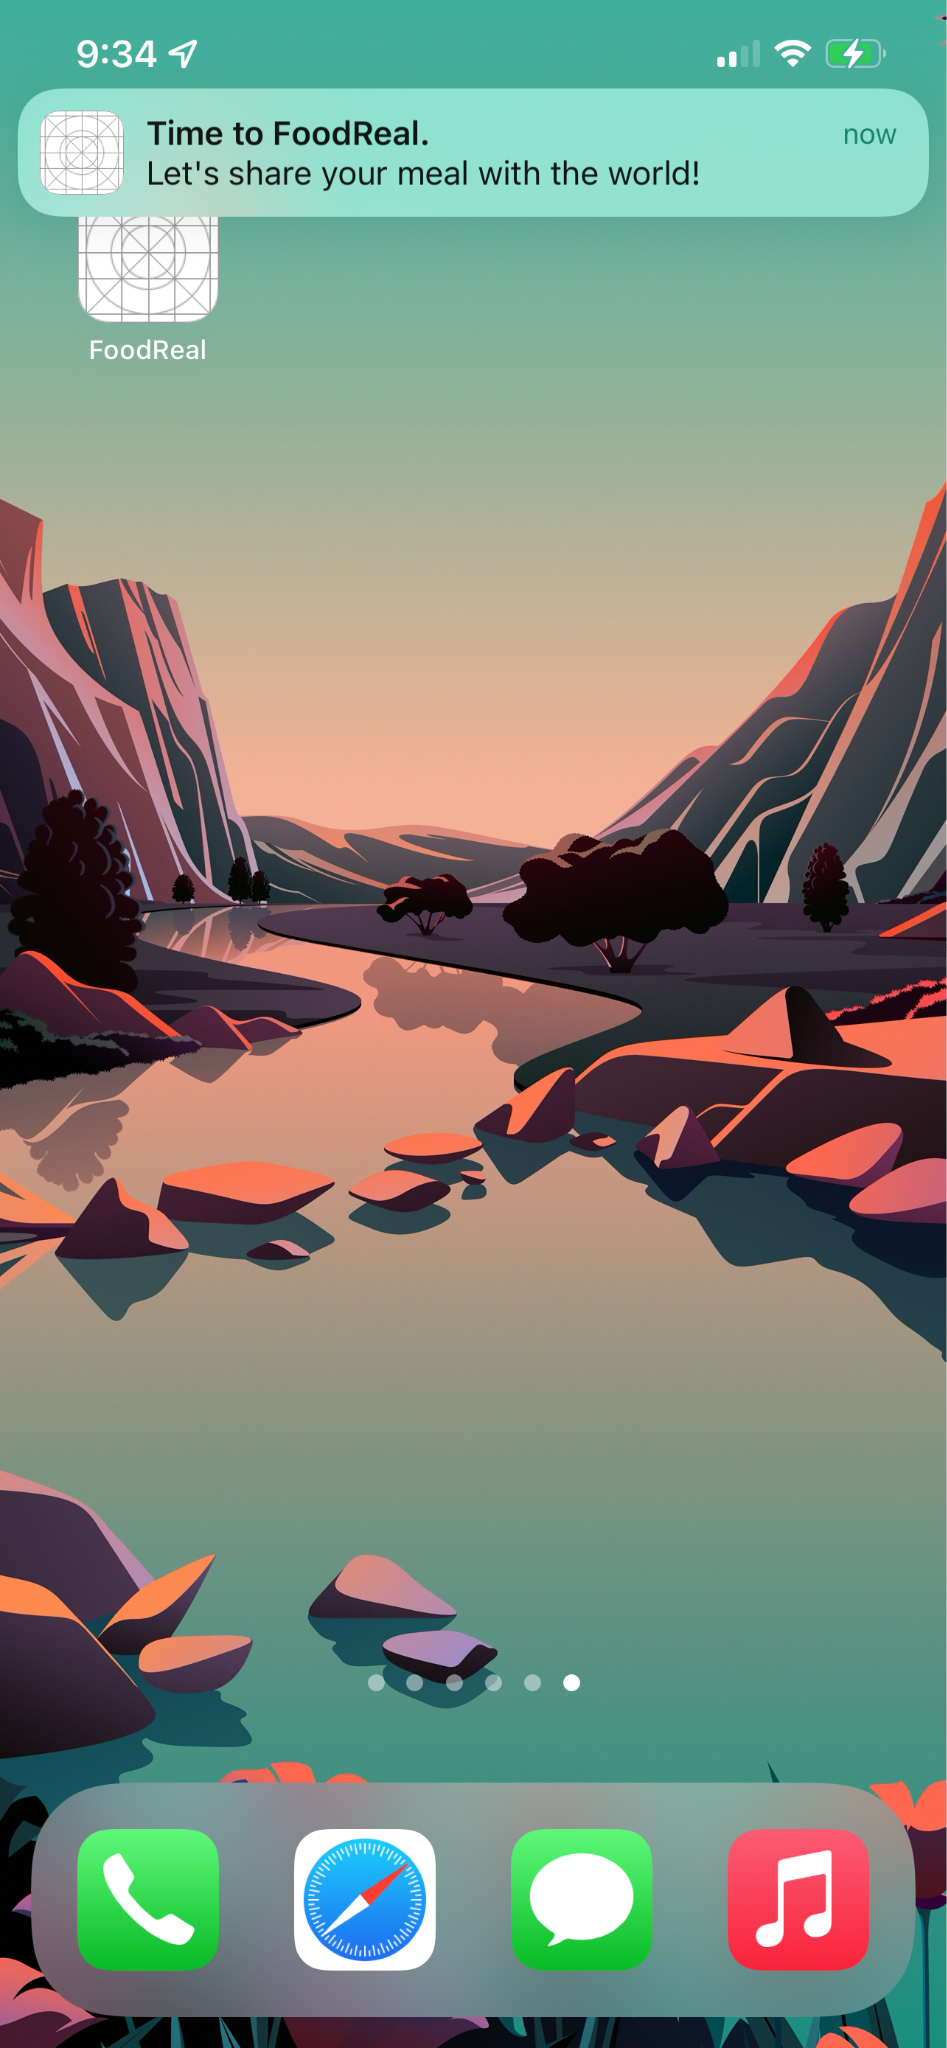 9:34
Time to FoodReal.
now
Let's share your meal with the world!
FoodReal